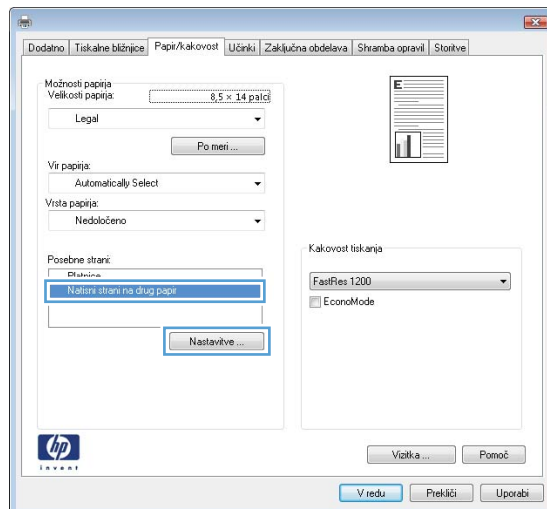 Dodatno Tiskalne bližnjice Papir/kakovost Učinki Zaključna obdelava Shramba opravil Storitve
Možnosti papirja
Velikosti papirja: 8,5 × 14 palci
Legal
Po meri ...
Vir papirja:
Automatically Select
Vrsta papirja:
Nedoločeno
Posebne strani:
Platnice
Natisni strani na drug papir
Nastavitve ...
E
Kakovost tiskanja
FastRes 1200
EconoMode
hp
invent
Vizitka ... Pomoč
V redu Prekliči Uporabi